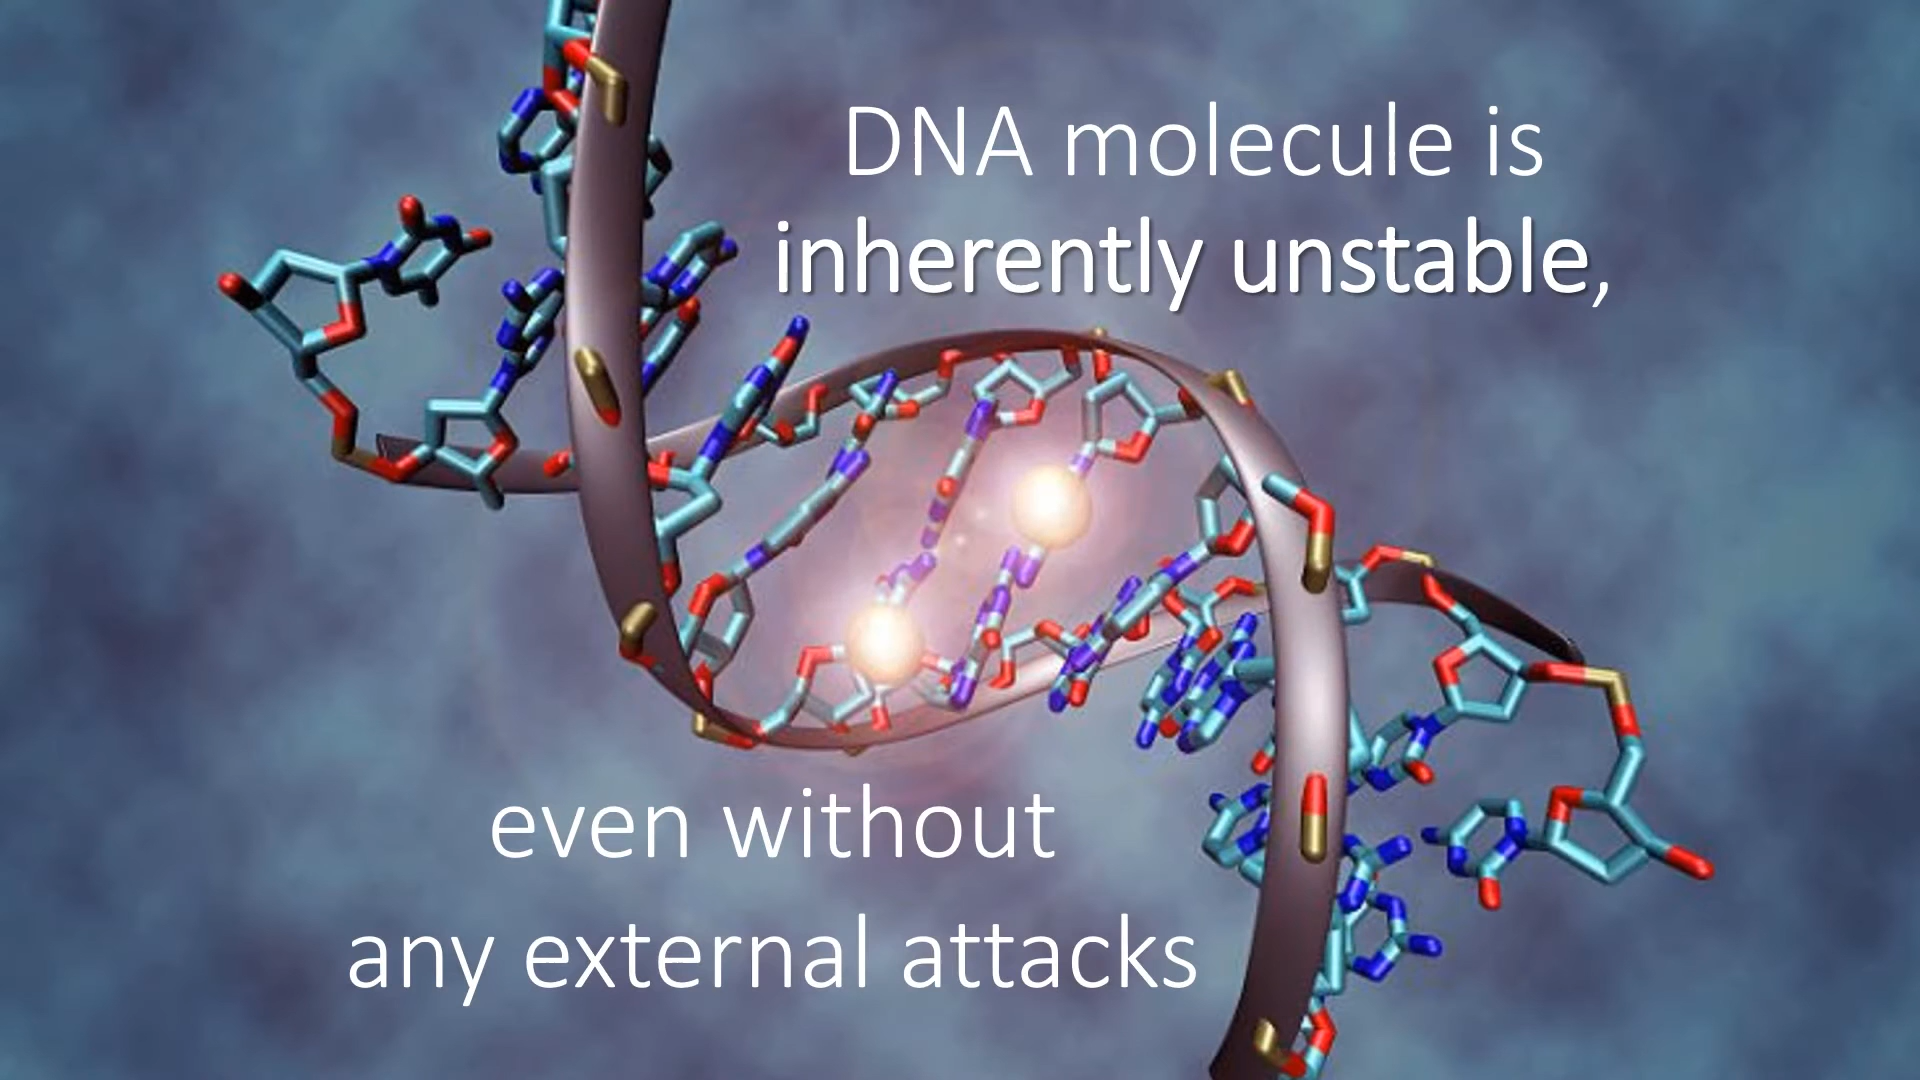 DNA molecule is
inherently unstable,
even without
any external attacks